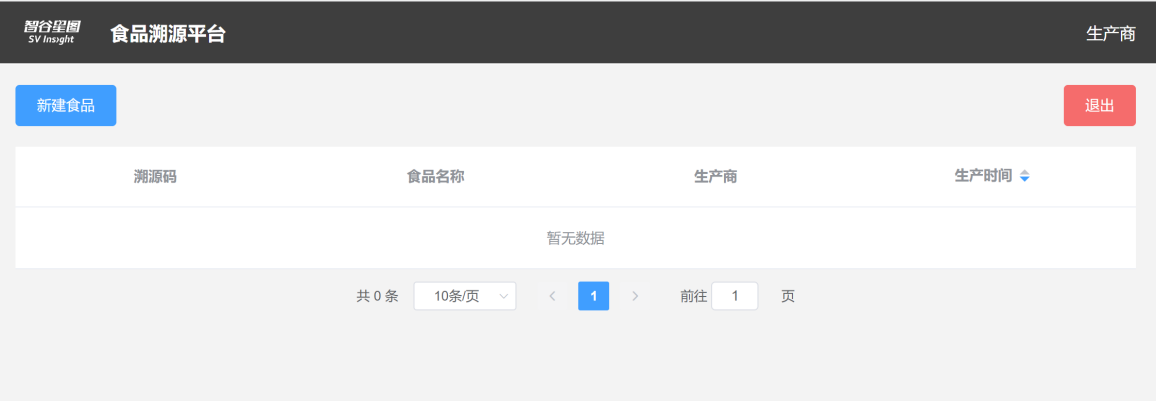 智谷星图
SV Insight
食品溯源平台
生产商
新建食品
退出
溯源码 食品名称 生产商 生产时间
暂无数据
共 0 条 10条/页 1 前往 1 页